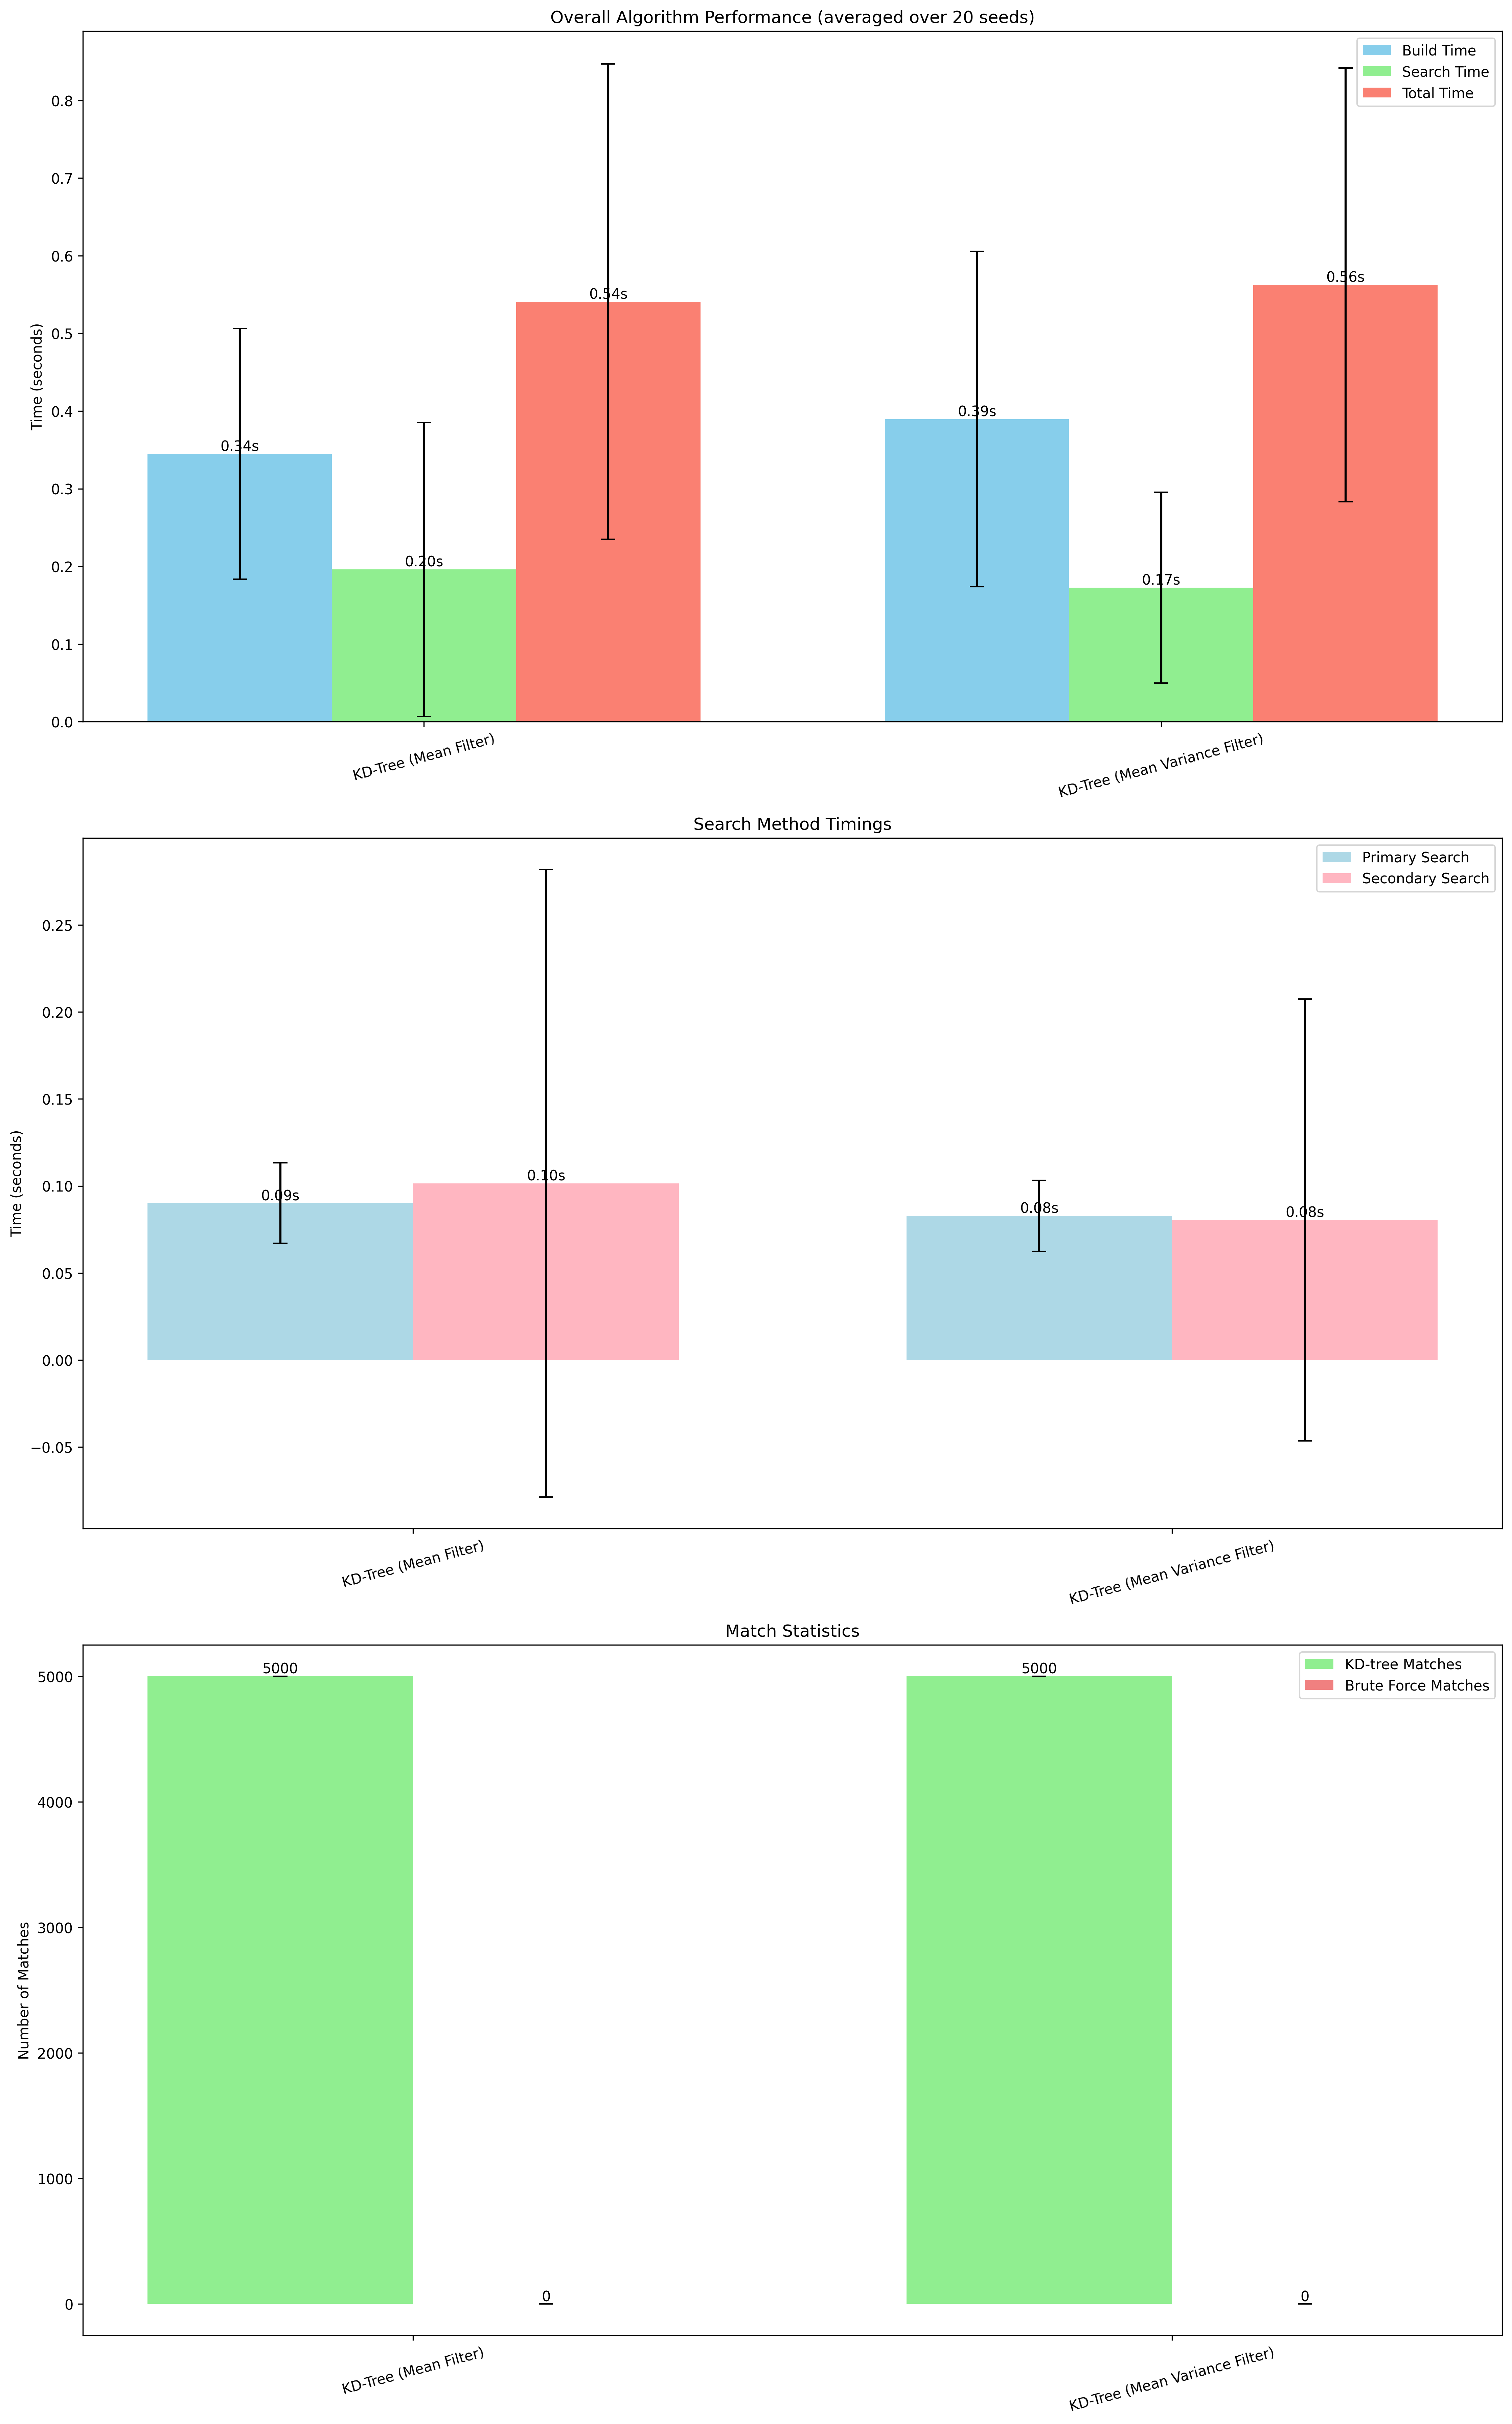 Overall Algorithm Performance (averaged over 20 seeds)
Build Time
Search Time
Total Time
Time (seconds)
0.8
0.7
0.6
0.5
0.4
0.3
0.2
0.1
0.0
0.34s
0.20s
0.54s
0.39s
0.17s
0.56s
KD-Tree (Mean Filter)
KD-Tree (Mean Variance Filter)
Search Method Timings
Primary Search
Secondary Search
Time (seconds)
0.25
0.20
0.15
0.10
0.05
0.00
−0.05
0.09s
0.10s
0.08s
0.08s
KD-Tree (Mean Filter)
KD-Tree (Mean Variance Filter)
Match Statistics
KD-tree Matches
Brute Force Matches
Number of Matches
5000
4000
3000
2000
1000
0
5000
0
5000
0
KD-Tree (Mean Filter)
KD-Tree (Mean Variance Filter)